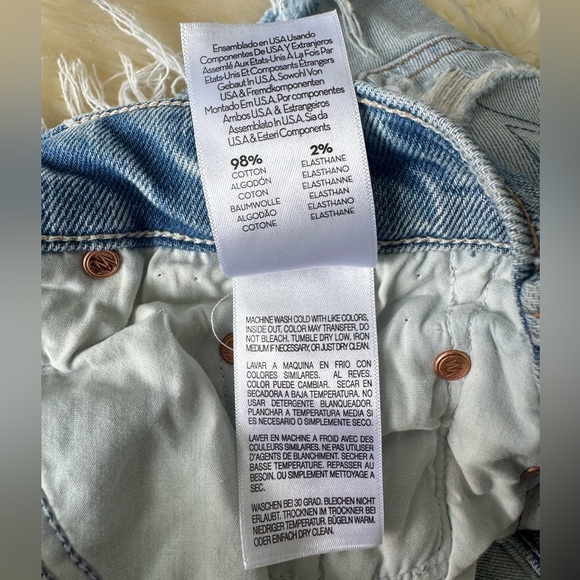 Ensamblado en USA Usando
Componentes De USA Y Extranjeros
Assemlé Aux Etats-Unis À La Fois Par
Etats-Unis Et Composants Étrangers
Gebaut In U.S.A. Sowohl Von
USA & Fremdkomponenten
Montado Em U.S.A. Por componentes
Ambos U.S.A & Estrangeiros
Assemblato In U.S.A. Sia da
U.S.A & Esteri Components
98% 2%
COTTON ELASTHANE
ALGODÓN ELASTHANO
COTON ELASTHANNE
BAUMWOLLE ELASTHAN
ALGODÃO ELASTHANO
COTONE ELASTHANE
MACHINE WASH COLD WITH LIKE COLORS,
INSIDE OUT, COLOR MAY TRANSFER, DO
NOT BLEACH. TUMBLE DRY LOW, IRON
MEDIUM IF NECESSARY, OR JUST DRY CLEAN.
LAVAR A MAQUINA EN FRIO CON
COLORES SIMILARES. AL REVES.
COLOR PUEDE CAMBIAR. SECAR EN
SECADORA A BAJA TEMPERATURA. NO
USAR DETERGENTE BLANQUEADOR.
PLANCHAR A TEMPERATURA MEDIA SI
ES NECESARIO O SIMPLEMENTE SECO.
LAVER EN MACHINE A FROID AVEC DES
COULEURS SIMILAIRES. NE PAS UTILISER
D'AGENTS DE BLANCHIMENT. SECHER A
BASSE TEMPERATURE. REPASSER AU
BESOIN. OU SIMPLEMENT NETTOYAGE A
SEC.
WASCHEN BEI 30 GRAD. BLEICHEN NICHT
ERLAUBT. TROCKNEN IM TROCKNER BEI
NIEDRIGER TEMPERATUR. BÜGELN WARM.
ODER EINFACH DRY CLEAN.